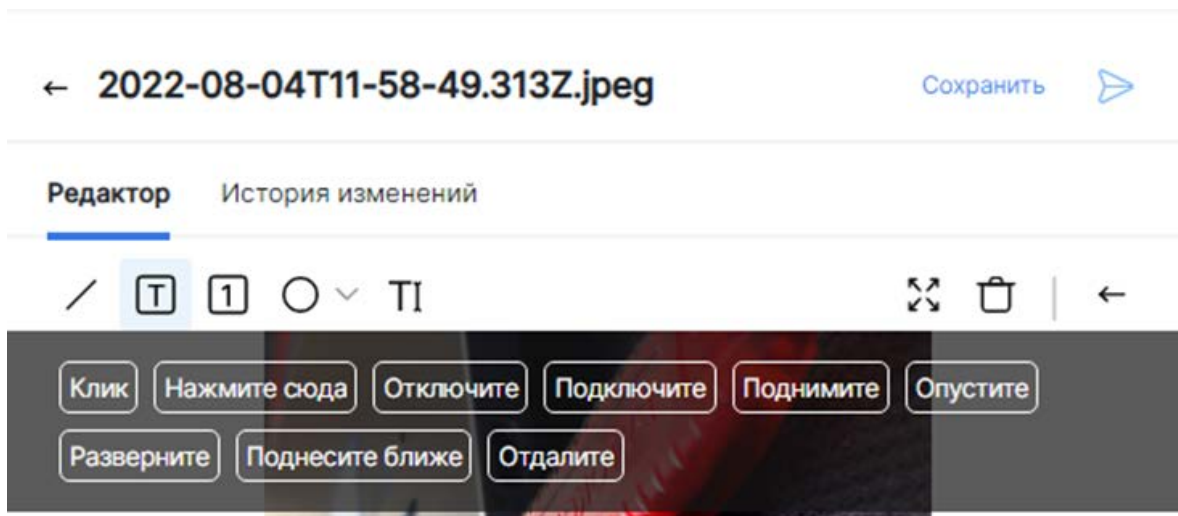 ← 2022-08-04T11-58-49.313Z.jpeg Сохранить
Редактор История изменений
T 1 TI
Клик Нажмите сюда Отключите Подключите Поднимите Опустите
Разверните Поднесите ближе Отдалите